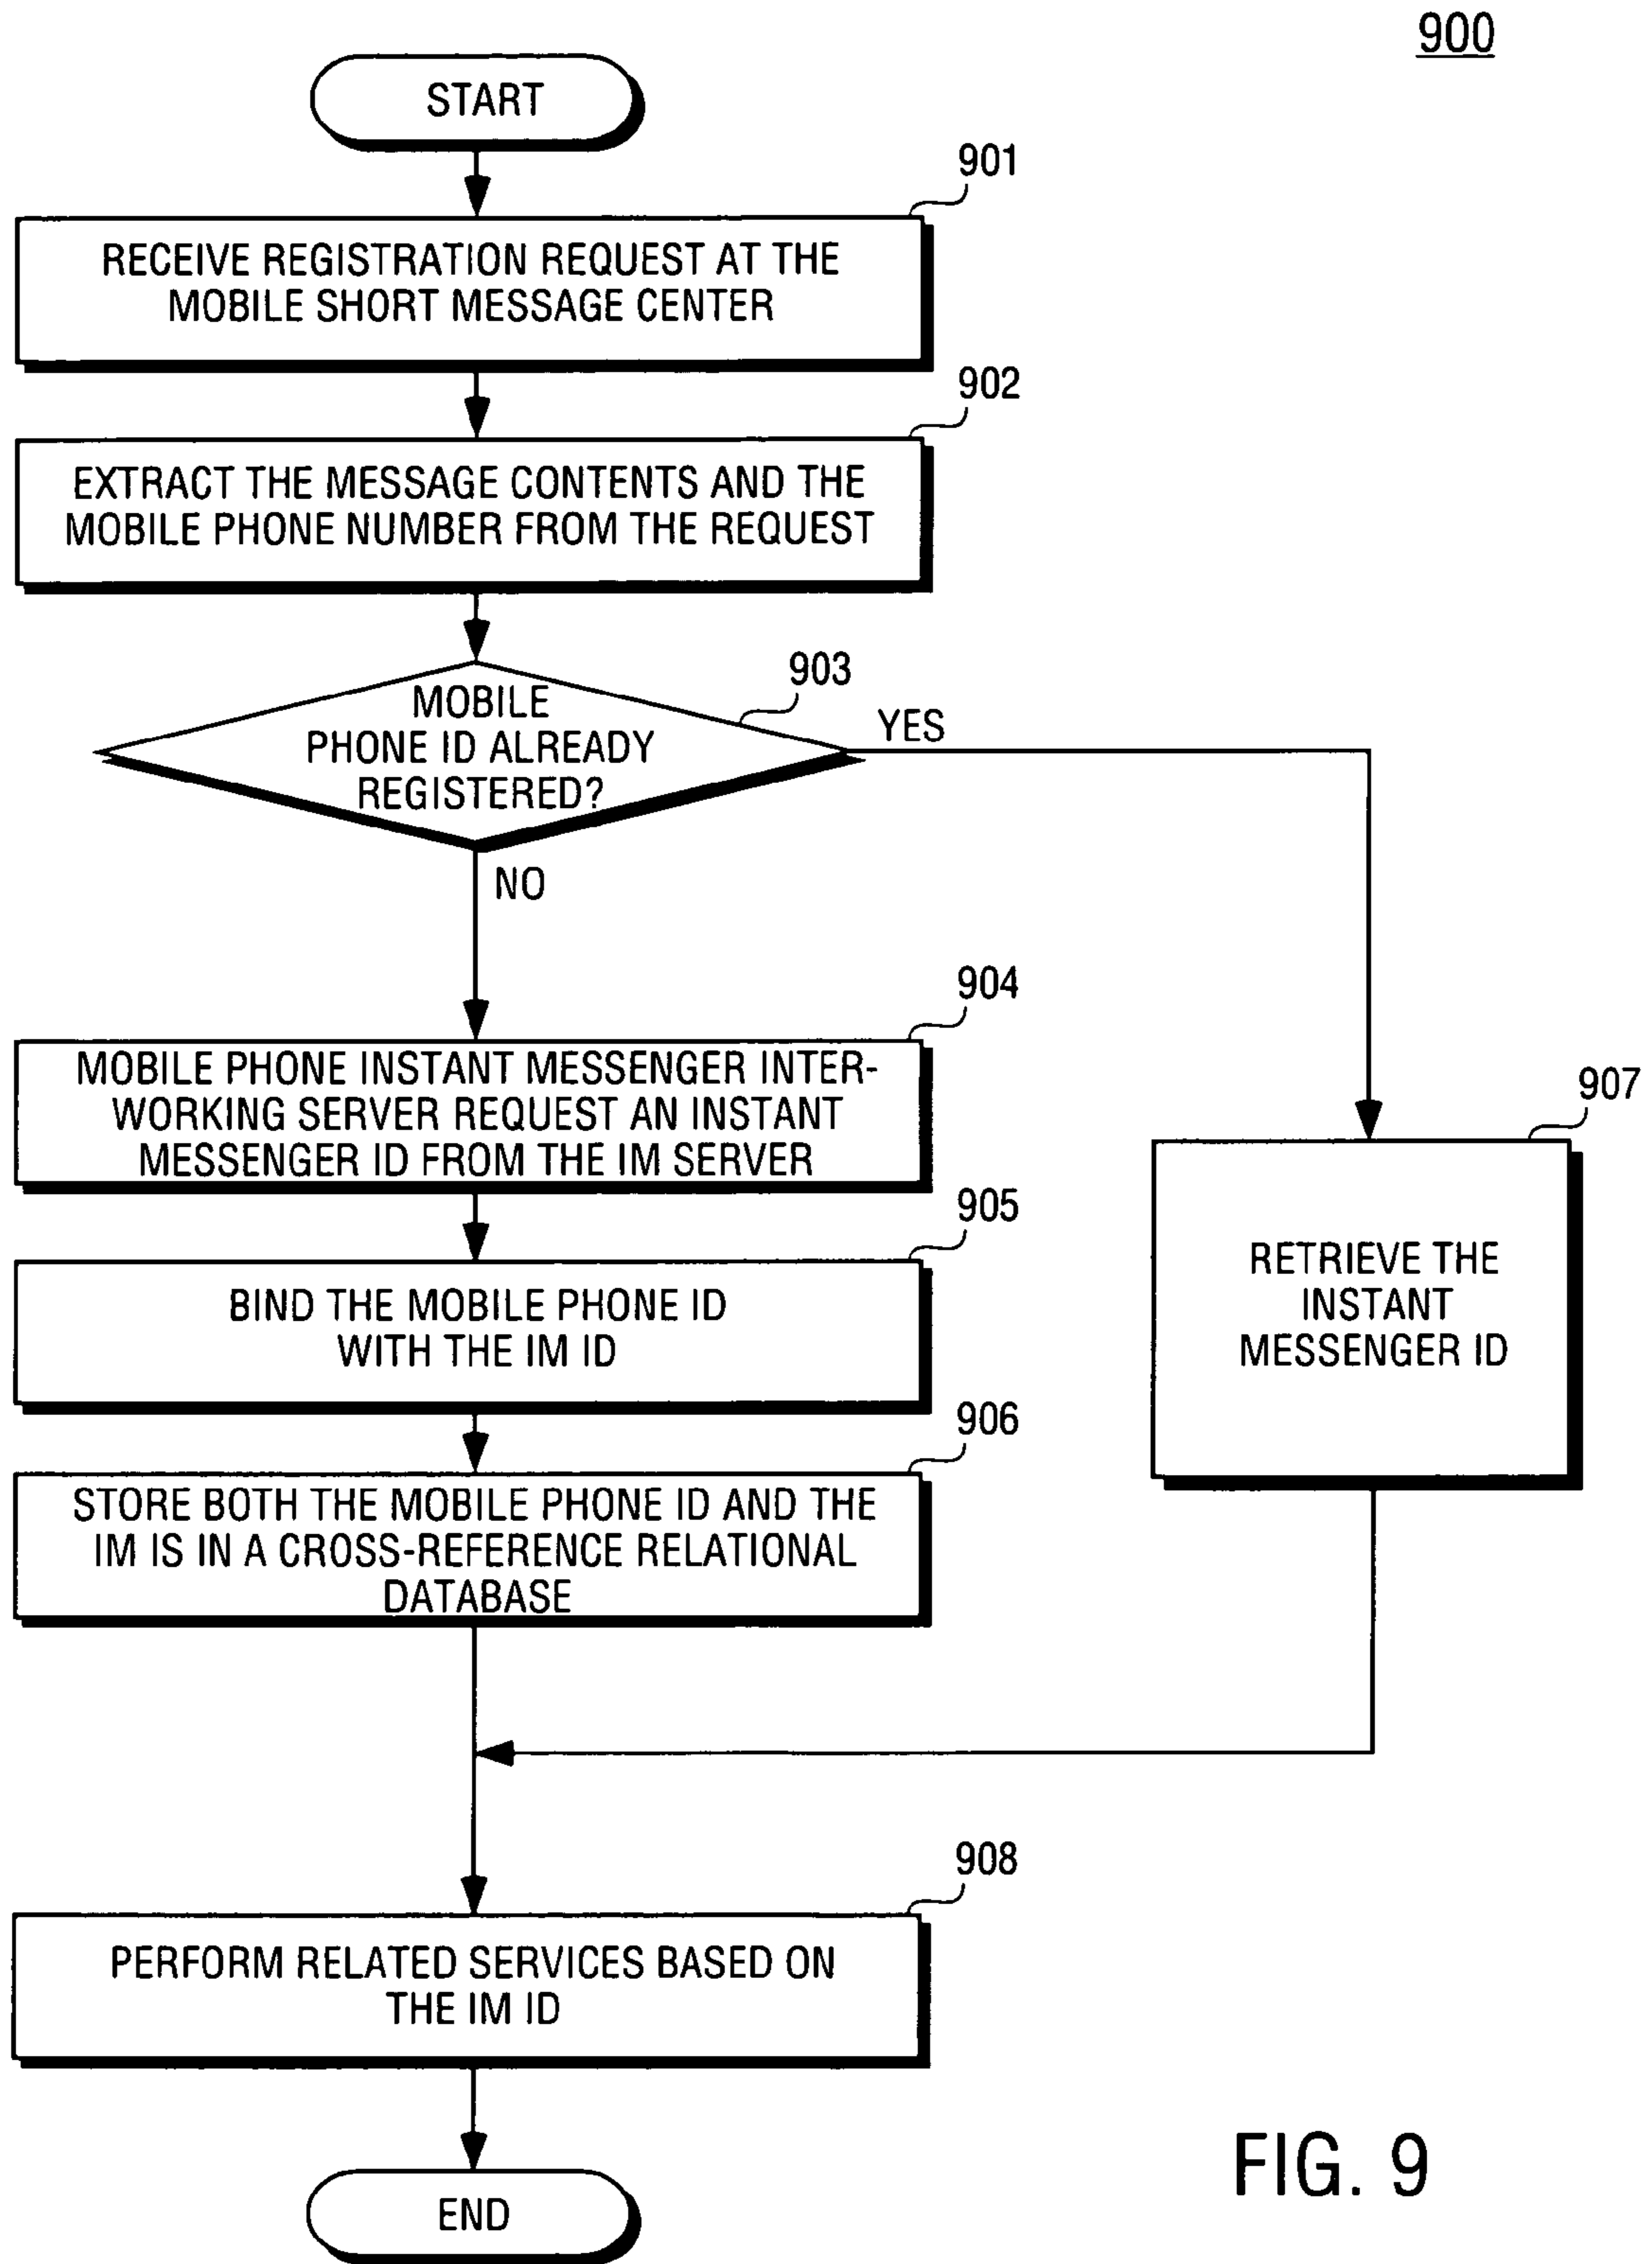 900
START
901
RECEIVE REGISTRATION REQUEST AT THE
MOBILE SHORT MESSAGE CENTER
902
EXTRACT THE MESSAGE CONTENTS AND THE
MOBILE PHONE NUMBER FROM THE REQUEST
903
MOBILE
PHONE ID ALREADY
REGISTERED?
YES
NO
904
MOBILE PHONE INSTANT MESSENGER INTER-
WORKING SERVER REQUEST AN INSTANT
MESSENGER ID FROM THE IM SERVER
905
BIND THE MOBILE PHONE ID
WITH THE IM ID
906
STORE BOTH THE MOBILE PHONE ID AND THE
IM IS IN A CROSS-REFERENCE RELATIONAL
DATABASE
907
RETRIEVE THE
INSTANT
MESSENGER ID
908
PERFORM RELATED SERVICES BASED ON
THE IM ID
END
FIG. 9